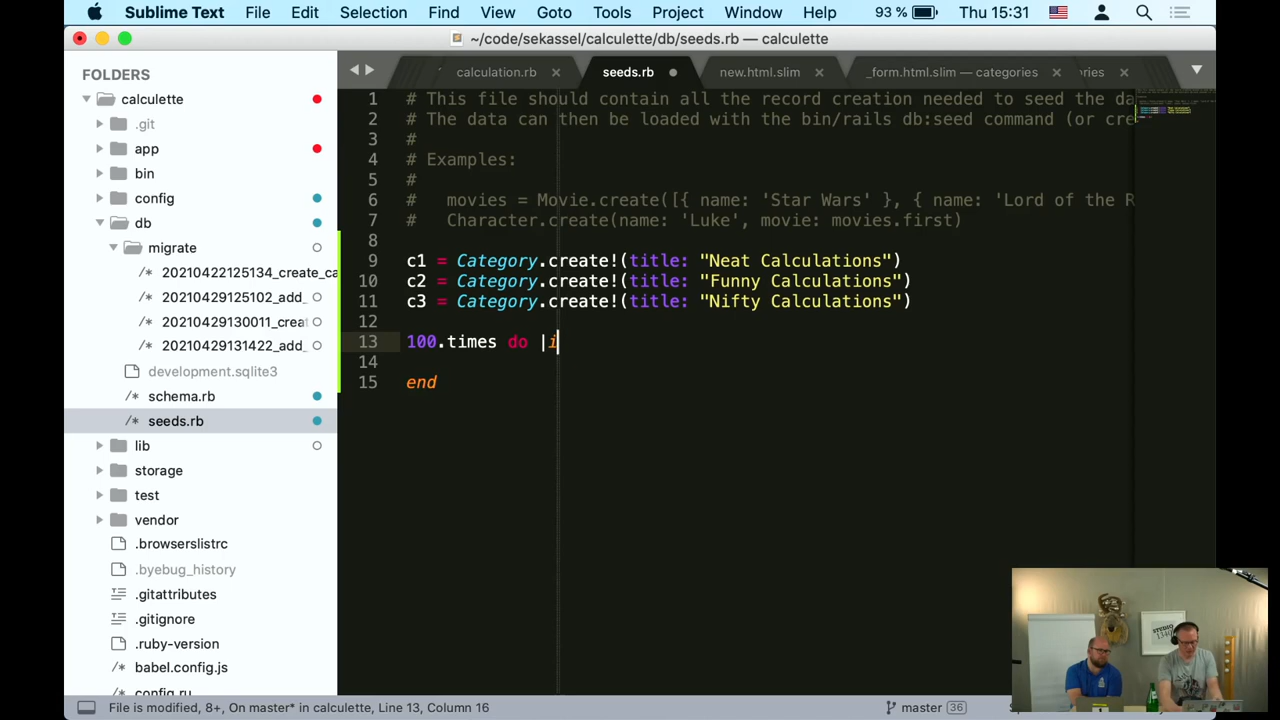 Sublime Text File Edit Selection Find View Goto Tools Project Window Help 93 % Thu 15:31
~/code/sekassel/calculette/db/seeds.rb — calculette
FOLDERS
calculette
.git
app
bin
config
db
migrate
20210422125134_create_ca
20210429125102_add_
20210429130011_crea
20210429131422_add_
development.sqlite3
schema.rb
seeds.rb
lib
storage
test
vendor
.browserslistrc
.byebug_history
.gitattributes
.gitignore
.ruby-version
babel.config.js
config.ru
calculation.rb seeds.rb new.html.slim _form.html.slim — categories ories
1 # This file should contain all the record creation needed to seed the da
2 # The data can then be loaded with the bin/rails db:seed command (or cre
3 #
4 # Examples:
5 #
6 #   movies = Movie.create([{ name: 'Star Wars' }, { name: 'Lord of the R
7 #   Character.create(name: 'Luke', movie: movies.first)
8
9 c1 = Category.create!(title: "Neat Calculations")
10 c2 = Category.create!(title: "Funny Calculations")
11 c3 = Category.create!(title: "Nifty Calculations")
12
13 100.times do |i
14
15 end
STUDIO
1340
File is modified, 8+, On master* in calculette, Line 13, Column 16 master 36